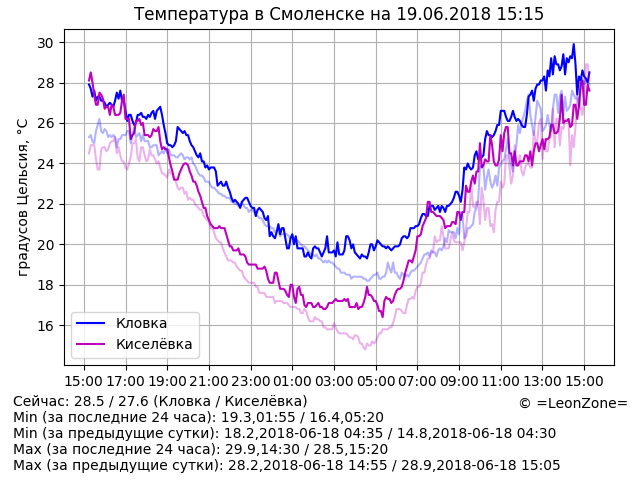 Температура в Смоленске на 19.06.2018 15:15
градусов Цельсия, °C
30
28
26
24
22
20
18
16
Кловка
Киселёвка
15:00 17:00 19:00 21:00 23:00 01:00 03:00 05:00 07:00 09:00 11:00 13:00 15:00
Сейчас: 28.5 / 27.6 (Кловка / Киселёвка)
© =LeonZone=
Min (за последние 24 часа): 19.3,01:55 / 16.4,05:20
Min (за предыдущие сутки): 18.2,2018-06-18 04:35 / 14.8,2018-06-18 04:30
Max (за последние 24 часа): 29.9,14:30 / 28.5,15:20
Max (за предыдущие сутки): 28.2,2018-06-18 14:55 / 28.9,2018-06-18 15:05